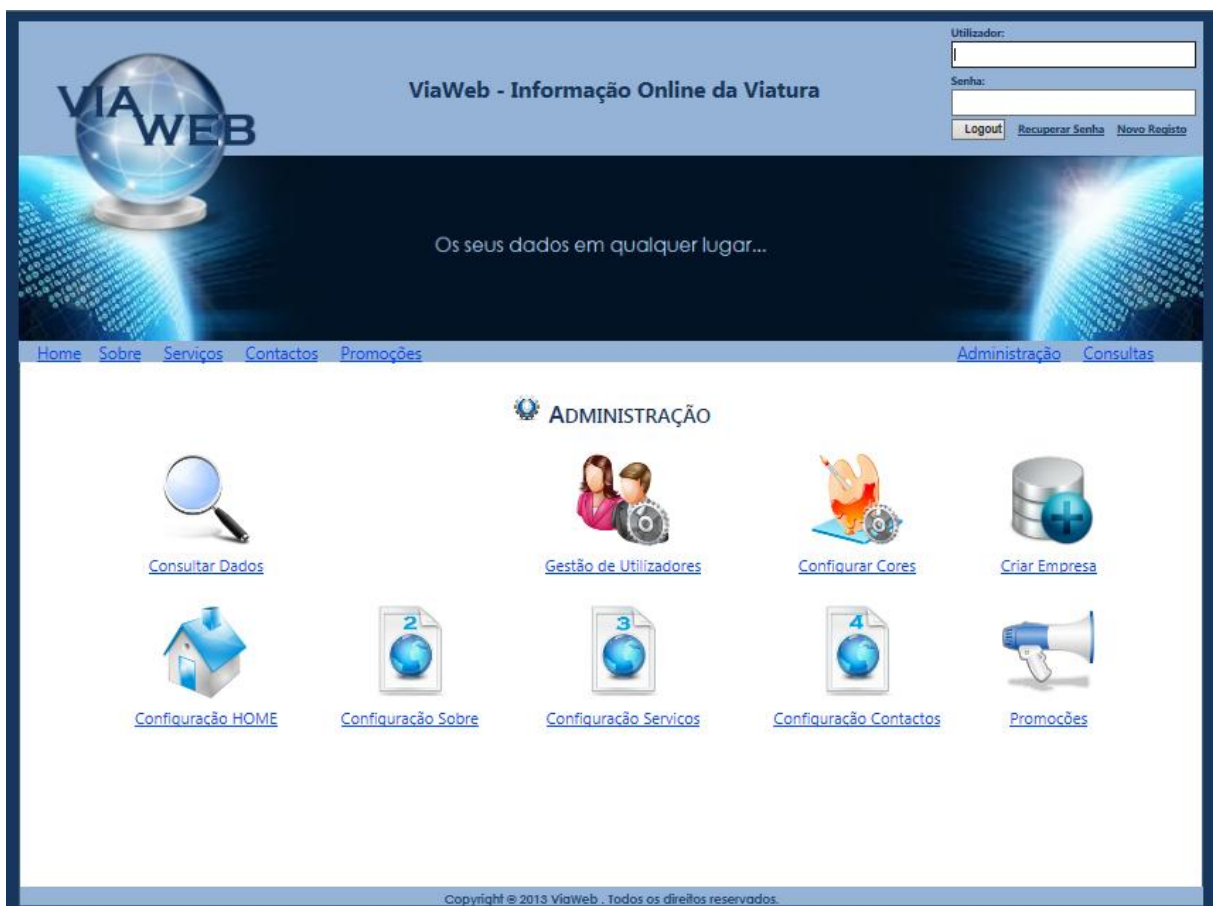 Utilizador:
VIA
WEB
ViaWeb - Informação Online da Viatura
Senha:
Logout Recuperar Senha Novo Registo
Os seus dados em qualquer lugar...
Home Sobre Serviços Contactos Promoções Administração Consultas
ADMINISTRAÇÃO
Consultar Dados Gestão de Utilizadores Configurar Cores Criar Empresa
2 3 4
Configuração HOME Configuração Sobre Configuração Serviços Configuração Contactos Promoções
Copyright © 2013 ViaWeb . Todos os direitos reservados.